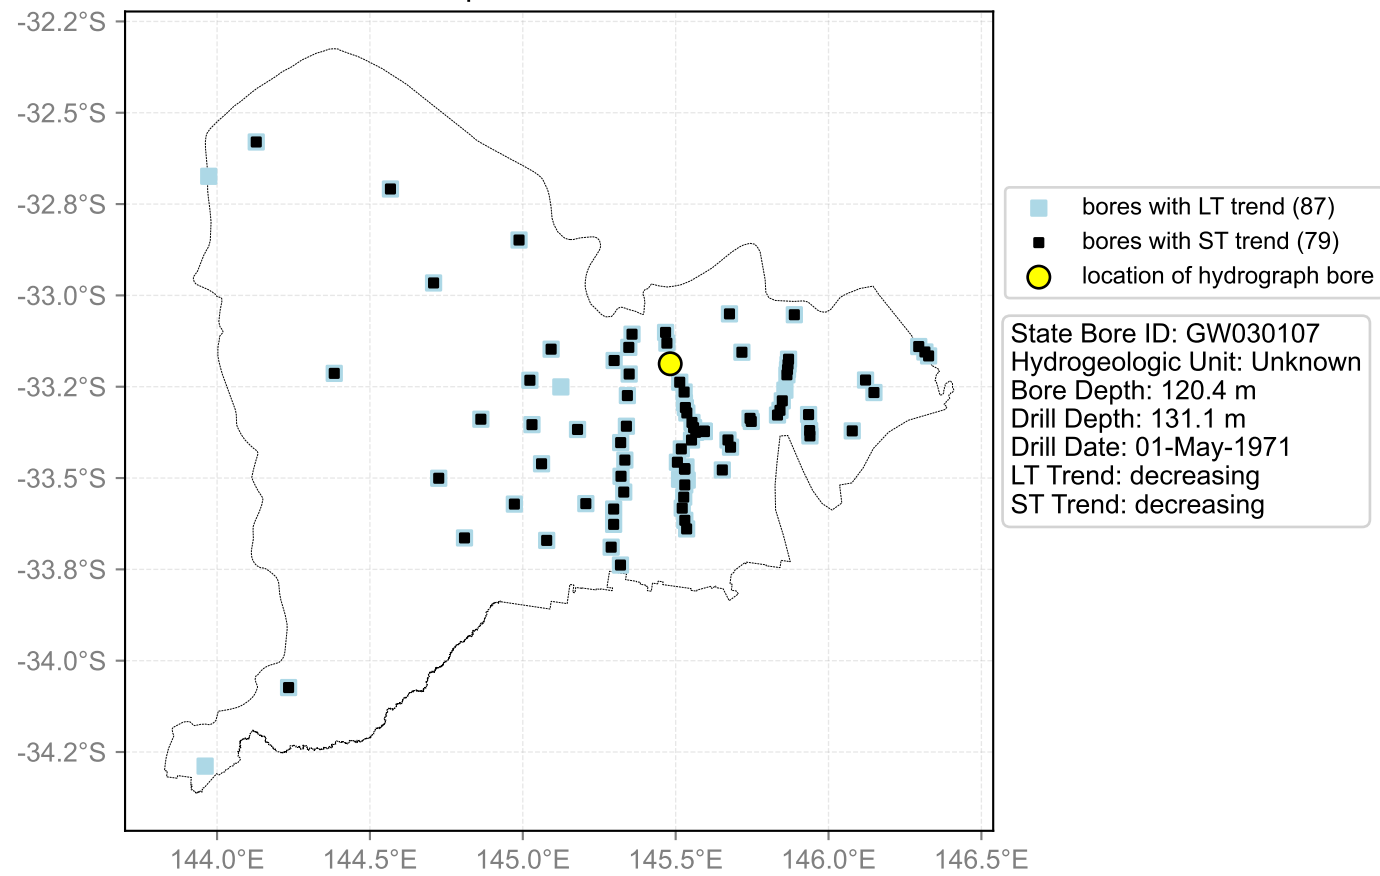 -32.2°S
-32.5°S
-32.8°S
-33.0°S
-33.2°S
-33.5°S
-33.8°S
-34.0°S
-34.2°S
144.0°E
144.5°E
145.0°E
145.5°E
146.0°E
146.5°E
bores with LT trend (87)
bores with ST trend (79)
location of hydrograph bore
State Bore ID: GW030107
Hydrogeologic Unit: Unknown
Bore Depth: 120.4 m
Drill Depth: 131.1 m
Drill Date: 01-May-1971
LT Trend: decreasing
ST Trend: decreasing